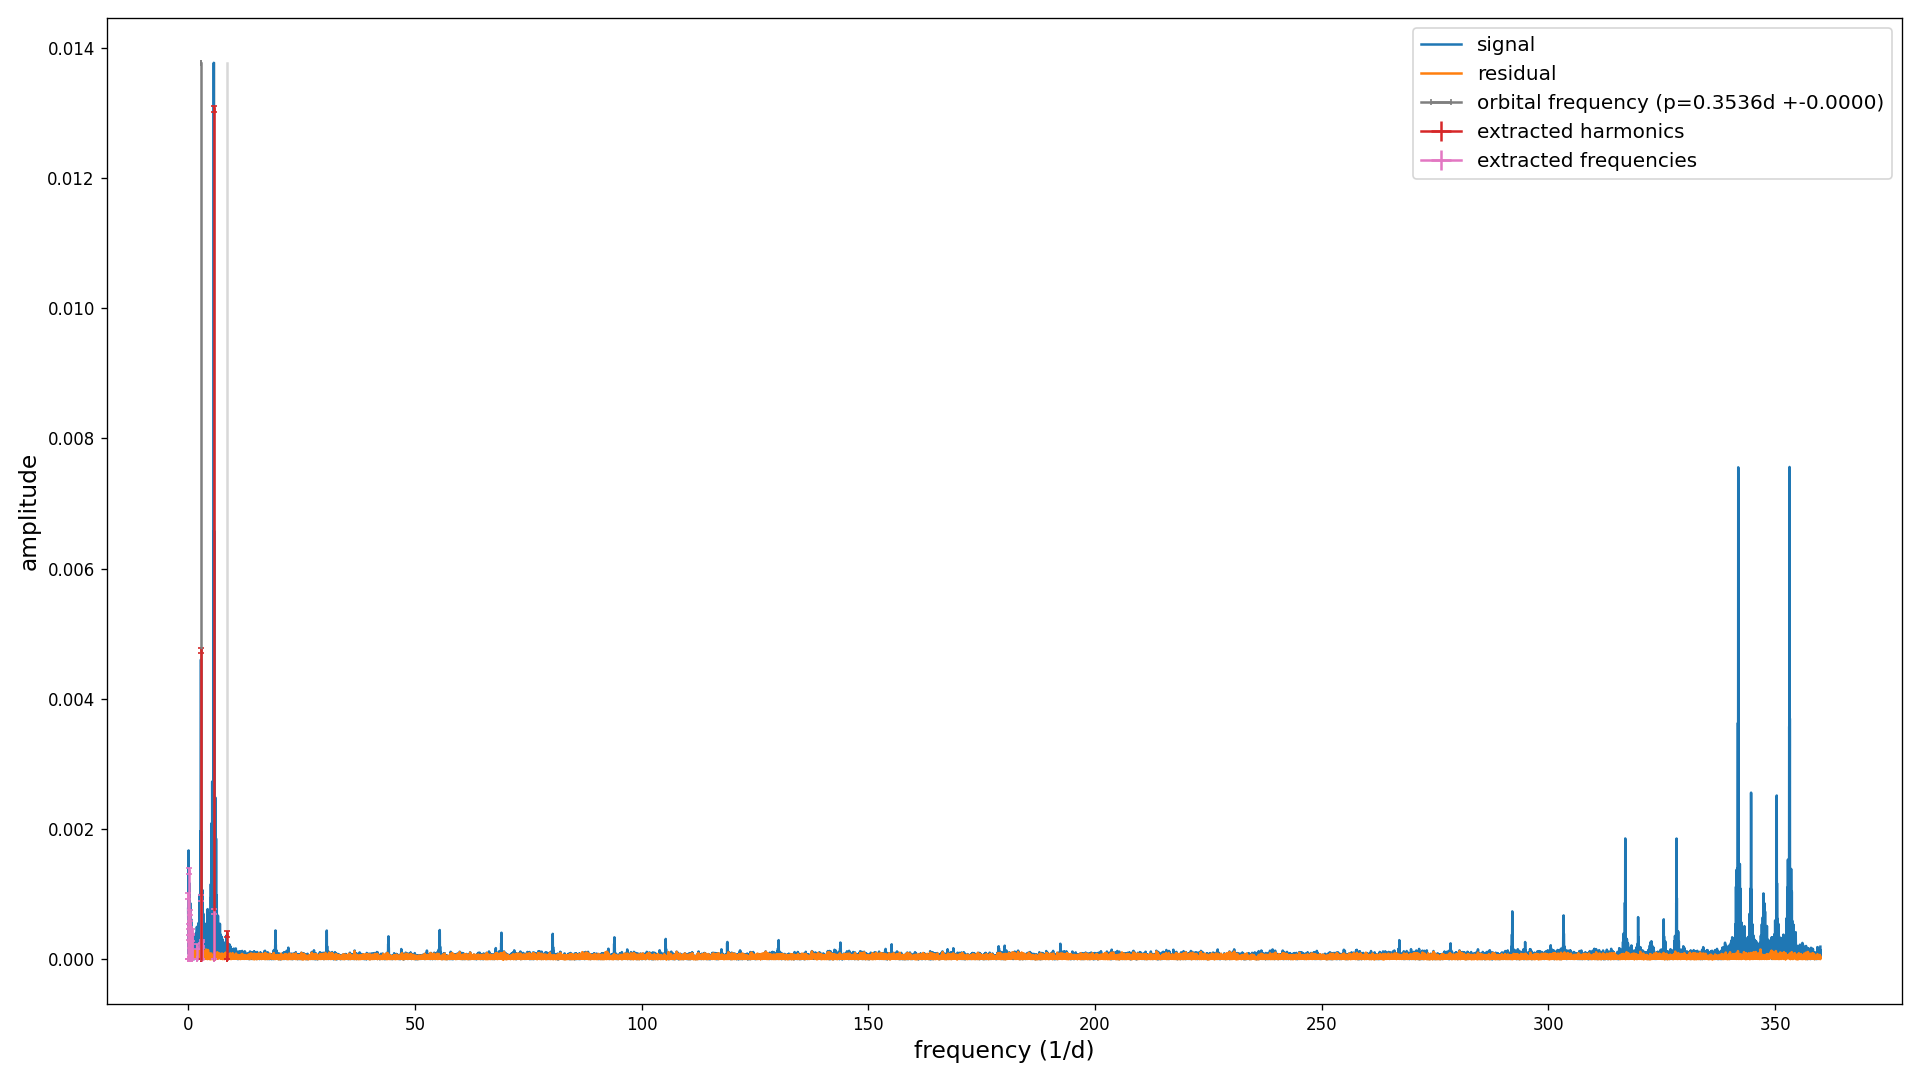 signal
residual
orbital frequency (p=0.3536d +-0.0000)
extracted harmonics
extracted frequencies
0.014
0.012
0.010
0.008
0.006
0.004
0.002
0.000
amplitude
0 50 100 150 200 250 300 350
frequency (1/d)